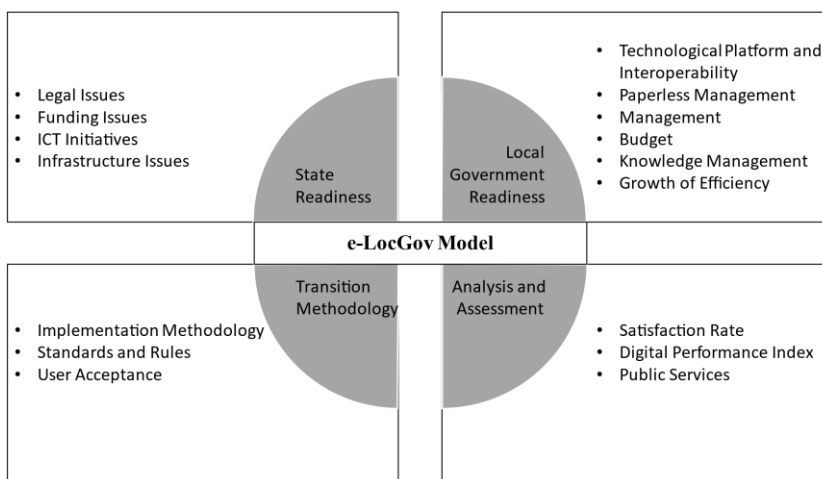 • Legal Issues
• Funding Issues
• ICT Initiatives
• Infrastructure Issues
State
Readiness
• Technological Platform and
Interoperability
• Paperless Management
• Management
• Budget
• Knowledge Management
• Growth of Efficiency
Local
Government
Readiness
e-LocGov Model
Transition
Methodology
• Implementation Methodology
• Standards and Rules
• User Acceptance
Analysis and
Assessment
• Satisfaction Rate
• Digital Performance Index
• Public Services